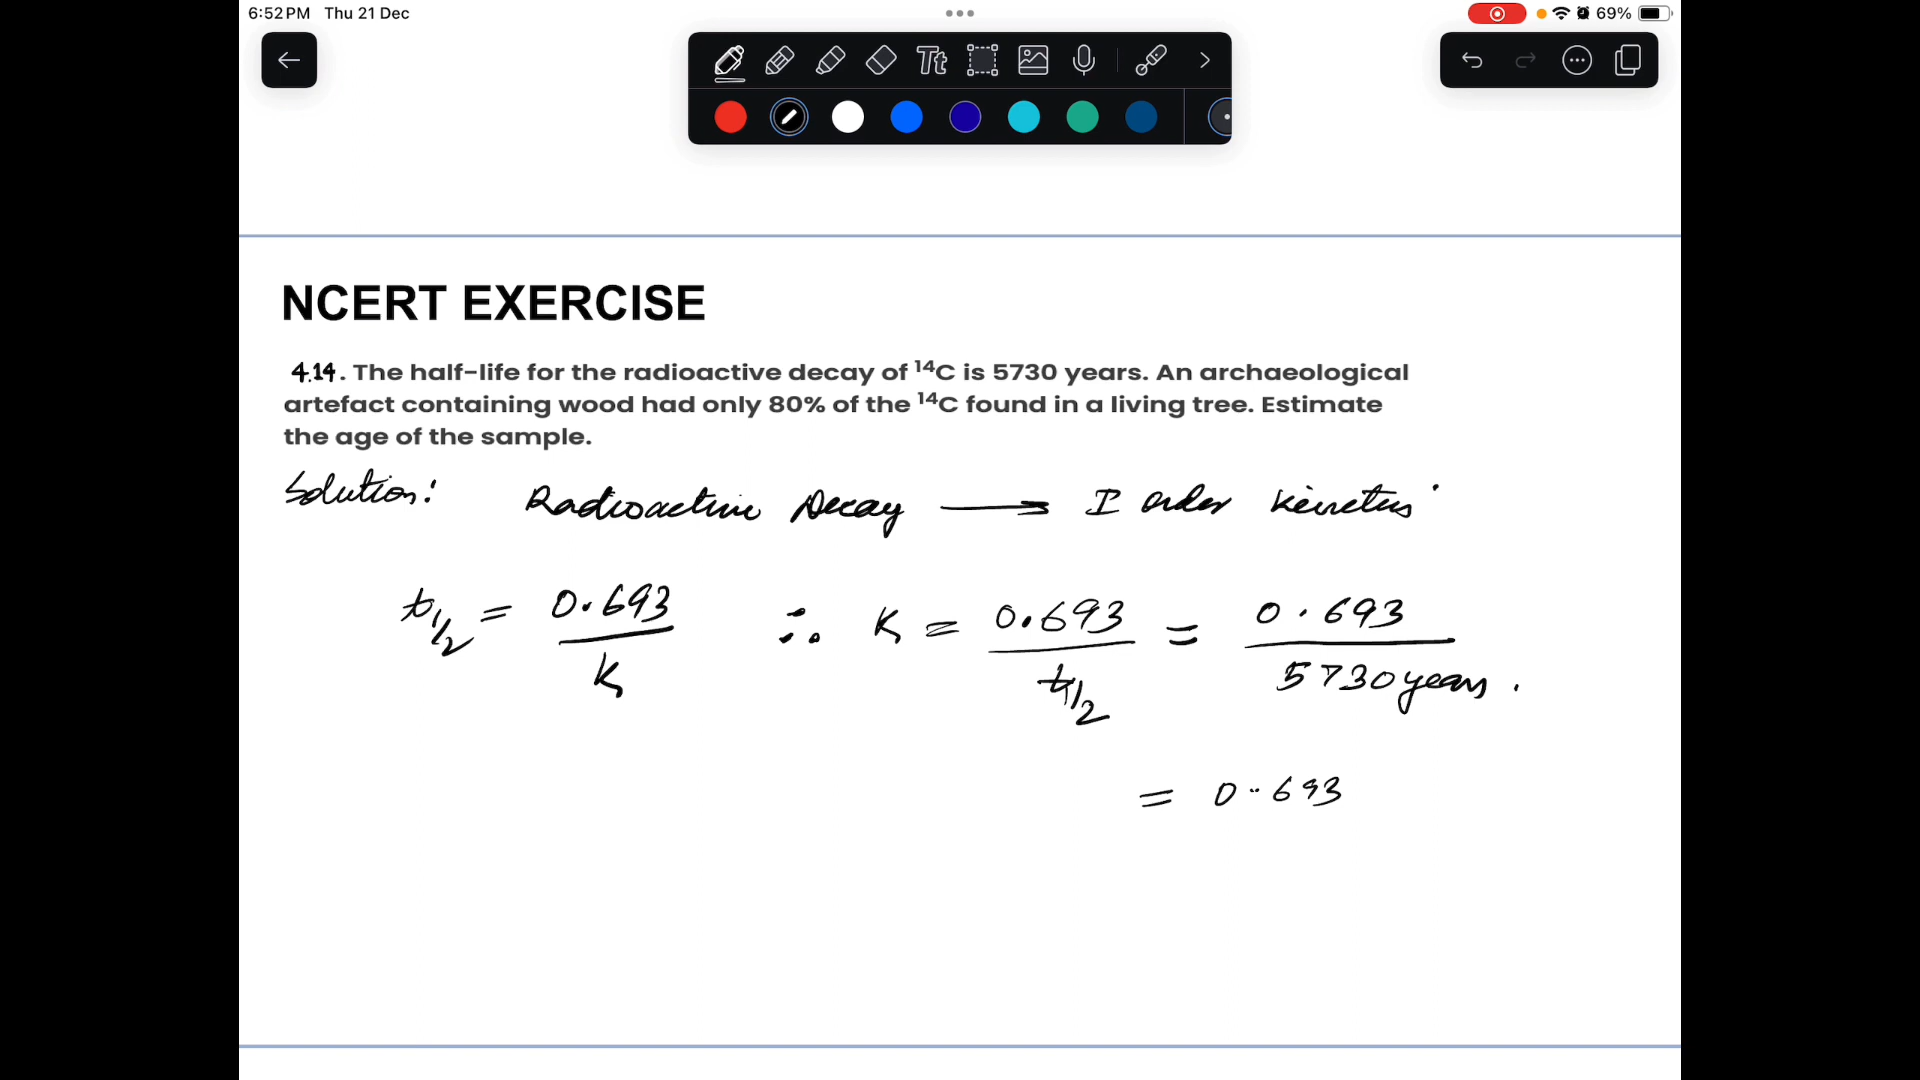 6:52 PM Thu 21 Dec
69%
Tt
NCERT EXERCISE
4.14. The half-life for the radioactive decay of ¹⁴C is 5730 years. An archaeological
artefact containing wood had only 80% of the ¹⁴C found in a living tree. Estimate
the age of the sample.
Solution: Radioactive Decay → I order kinetics
t1/2 = 0.693/K ∴ K = 0.693/t1/2 = 0.693/5730 years.
= 0.693